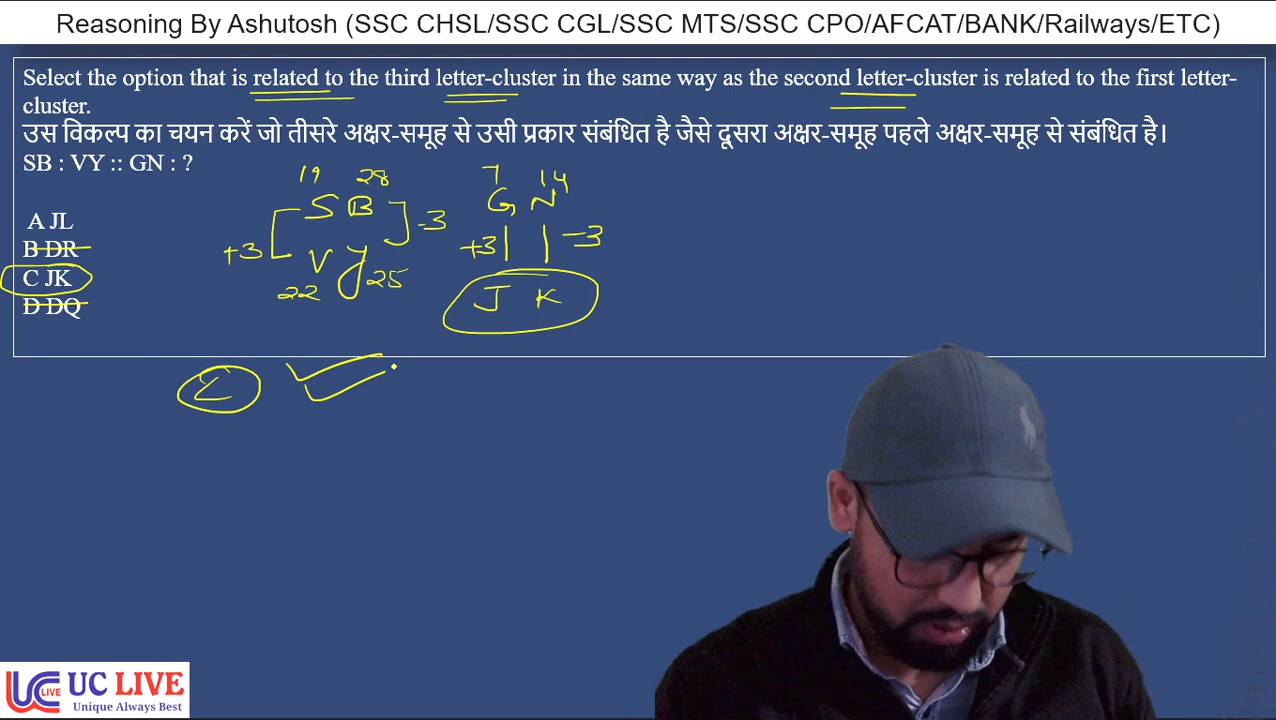 Reasoning By Ashutosh (SSC CHSL/SSC CGL/SSC MTS/SSC CPO/AFCAT/BANK/Railways/ETC)
Select the option that is related to the third letter-cluster in the same way as the second letter-cluster is related to the first letter-
cluster.
उस विकल्प का चयन करें जो तीसरे अक्षर-समूह से उसी प्रकार संबंधित है जैसे दूसरा अक्षर-समूह पहले अक्षर-समूह से संबंधित है।
SB : VY :: GN : ?
A JL
B DR
C JK
D DQ
19 28
S B
+3 -3
V Y
22 25
7 14
G N
+3 -3
J K
C
UC LIVE
LIVE
Unique Always Best